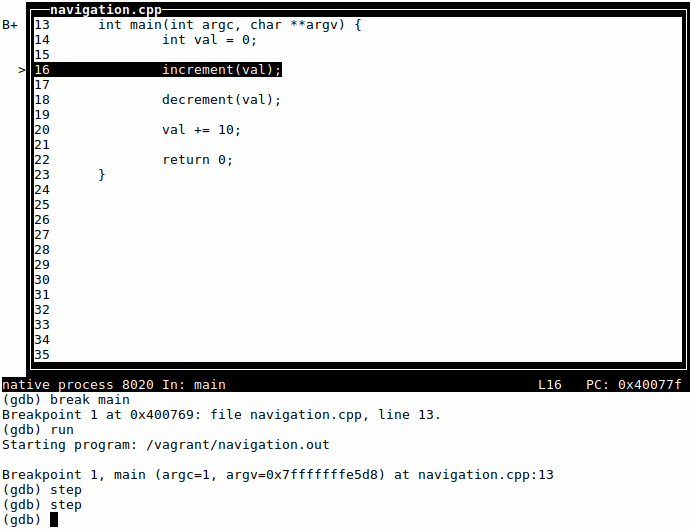 navigation.cpp
B+ 13 int main(int argc, char **argv) {
14 int val = 0;
15
> 16 increment(val);
17
18 decrement(val);
19
20 val += 10;
21
22 return 0;
23 }
24
25
26
27
28
29
30
31
32
33
34
35
native process 8020 In: main L16 PC: 0x40077f
(gdb) break main
Breakpoint 1 at 0x400769: file navigation.cpp, line 13.
(gdb) run
Starting program: /vagrant/navigation.out
Breakpoint 1, main (argc=1, argv=0x7fffffffe5d8) at navigation.cpp:13
(gdb) step
(gdb) step
(gdb)